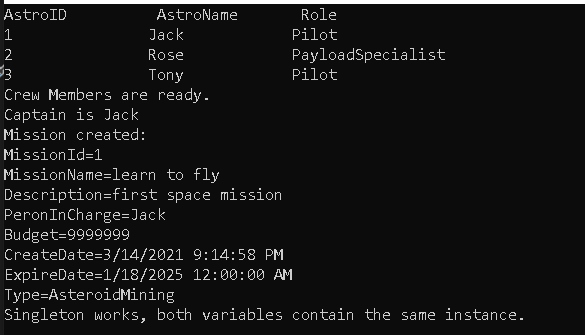 AstroID AstroName Role
1 Jack Pilot
2 Rose PayloadSpecialist
3 Tony Pilot
Crew Members are ready.
Captain is Jack
Mission created:
MissionId=1
MissionName=learn to fly
Description=first space mission
PeronInCharge=Jack
Budget=9999999
CreateDate=3/14/2021 9:14:58 PM
ExpireDate=1/18/2025 12:00:00 AM
Type=AsteroidMining
Singleton works, both variables contain the same instance.